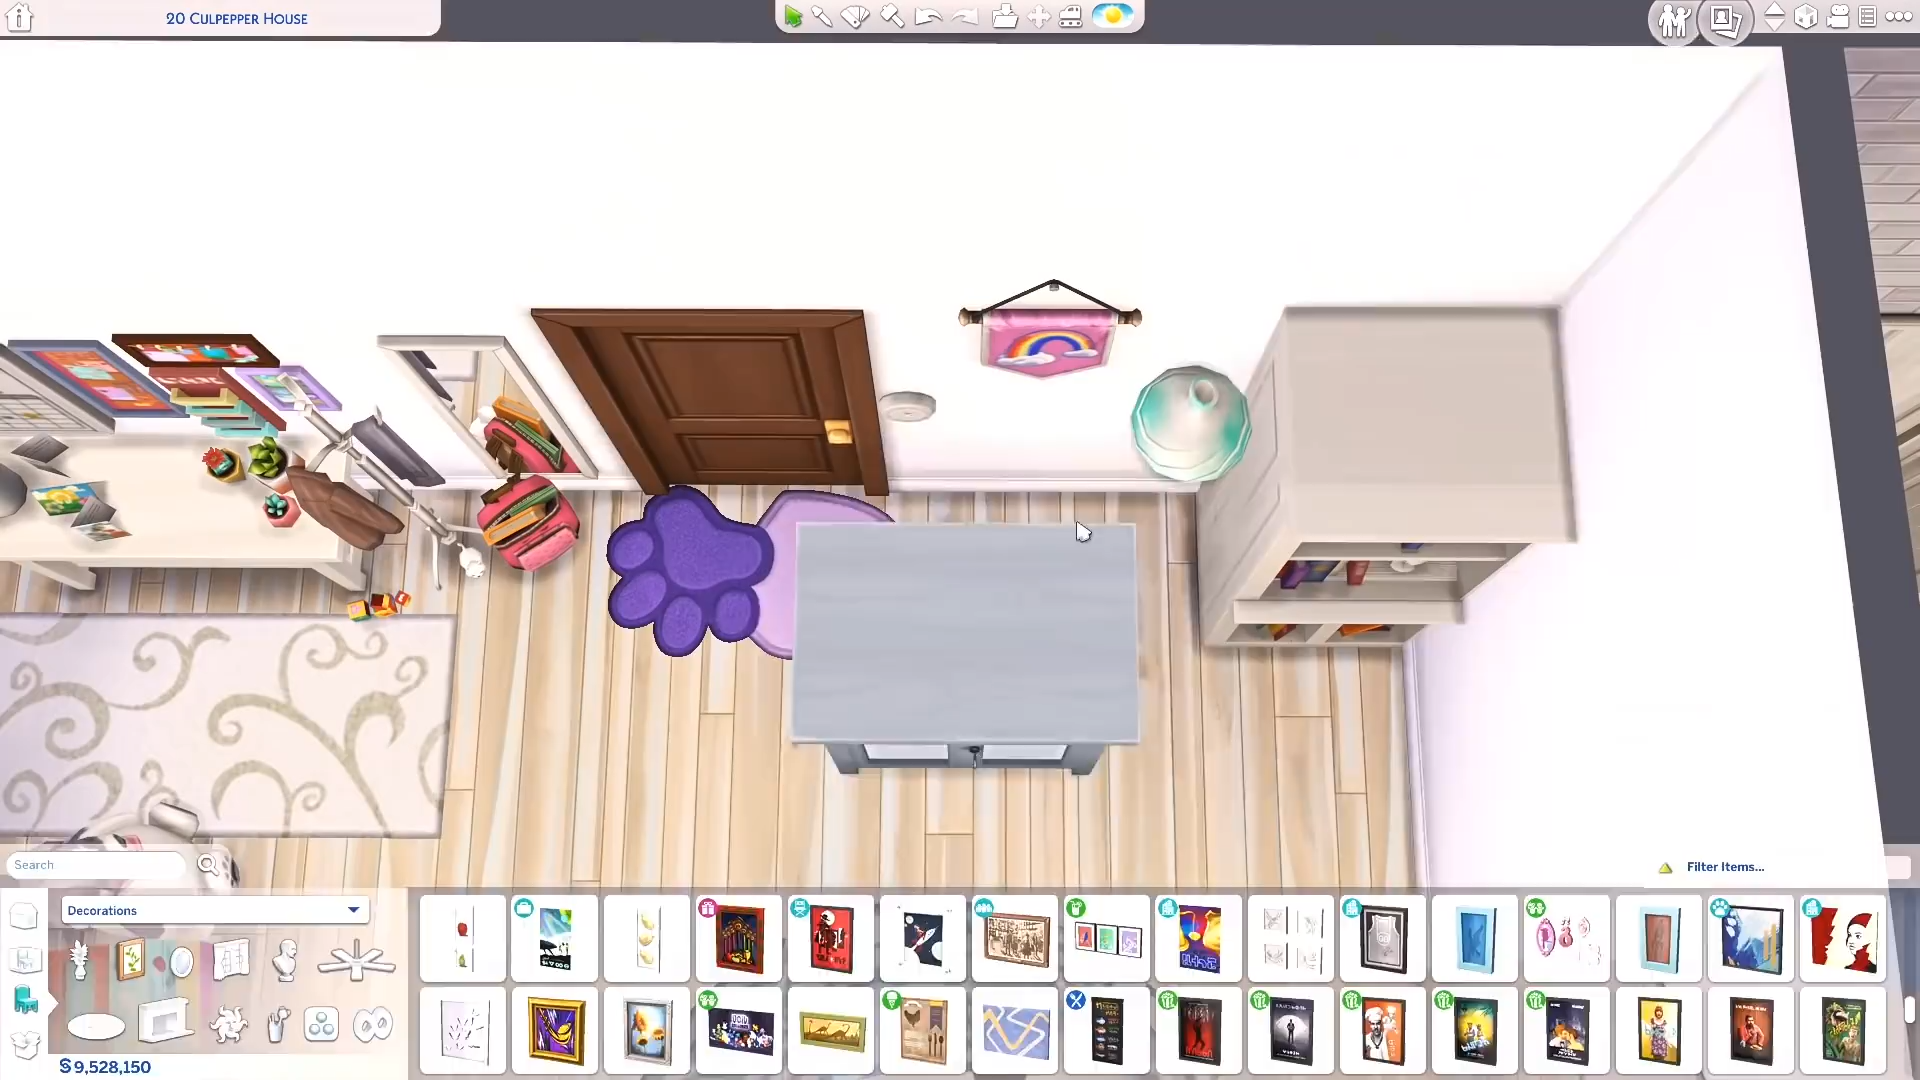 20 CULPEPPER HOUSE
Search
Filter Items...
Decorations
§9,528,150